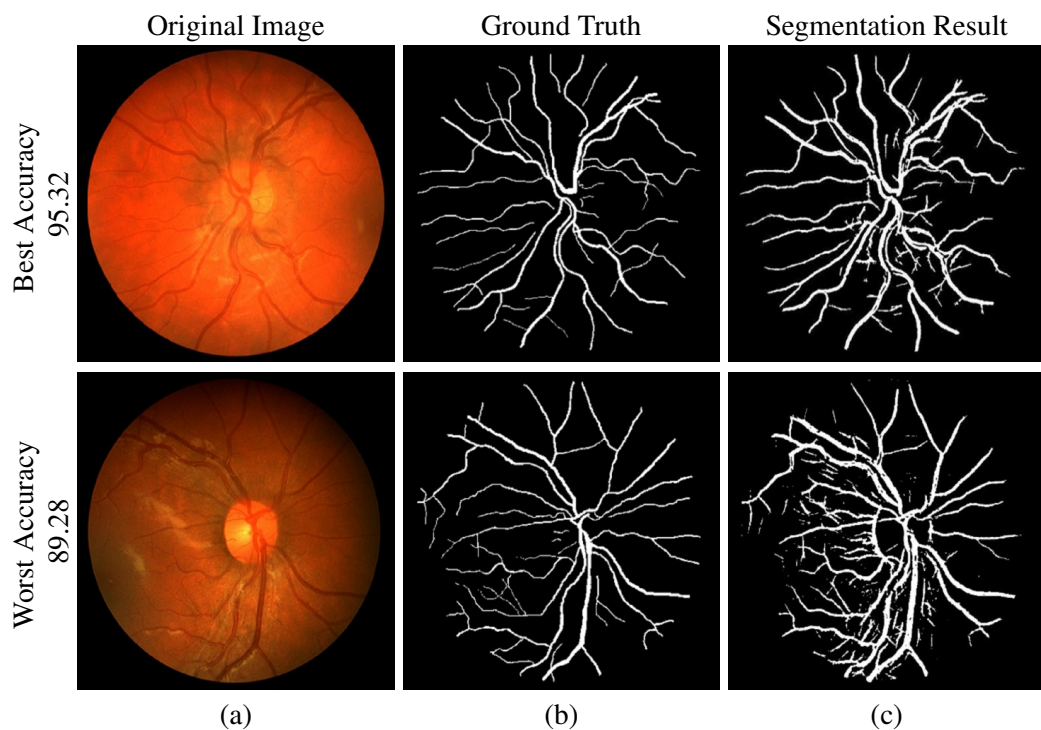 Original Image
Ground Truth
Segmentation Result
Best Accuracy
95.32
Worst Accuracy
89.28
(a)
(b)
(c)